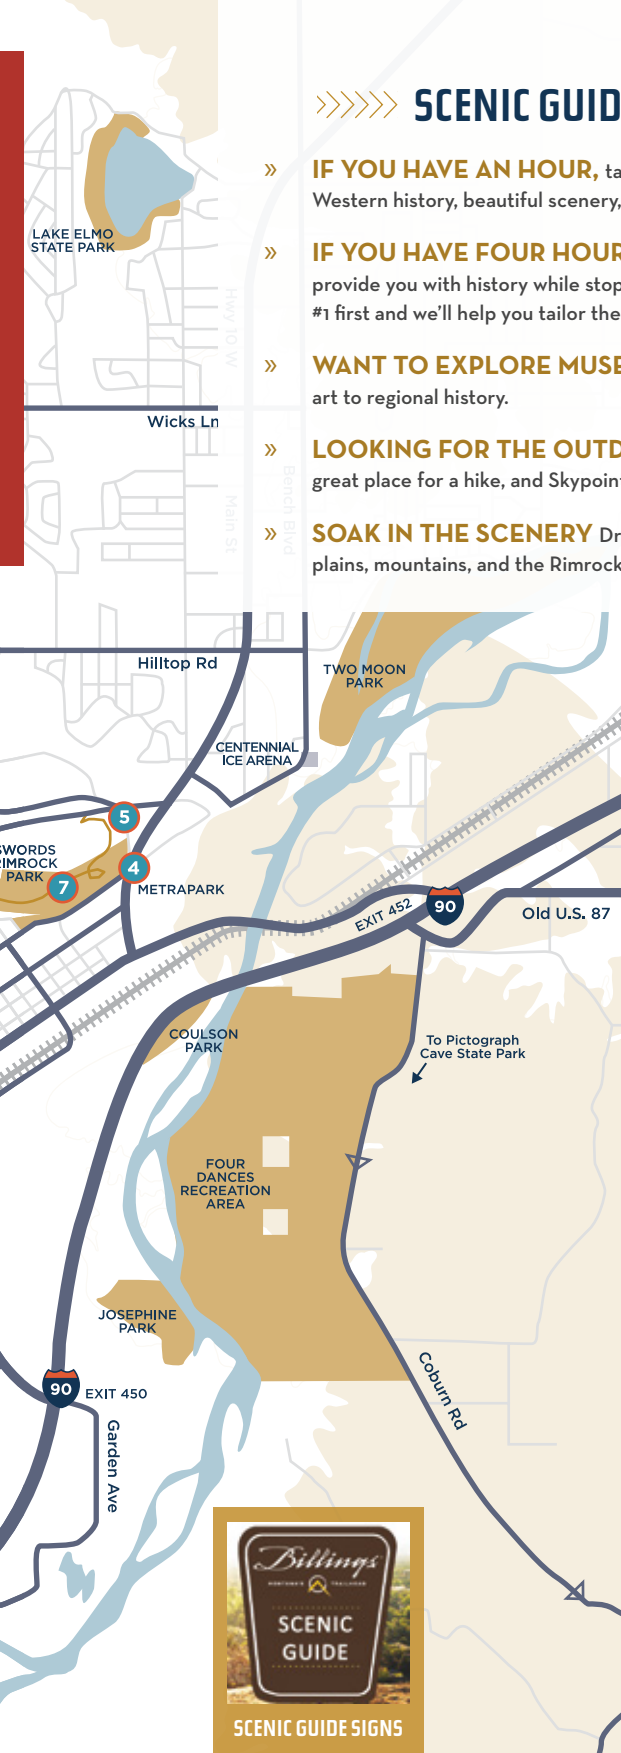 SCENIC GUID
» IF YOU HAVE AN HOUR, ta
Western history, beautiful scenery,
» IF YOU HAVE FOUR HOUR
provide you with history while stop
#1 first and we'll help you tailor the
» WANT TO EXPLORE MUSE
art to regional history.
» LOOKING FOR THE OUTD
great place for a hike, and Skypoint
» SOAK IN THE SCENERY Dr
plains, mountains, and the Rimrock
LAKE ELMO
STATE PARK
Hwy 10 W
Wicks Ln
Main St
Bench Blvd
Hilltop Rd
TWO MOON
PARK
CENTENNIAL
ICE ARENA
5
SWORDS
RIMROCK
PARK
4
7
METRAPARK
EXIT 452
90
Old U.S. 87
COULSON
PARK
To Pictograph
Cave State Park
FOUR
DANCES
RECREATION
AREA
JOSEPHINE
PARK
90
EXIT 450
Garden Ave
Coburn Rd
Billings
MONTANA'S TRAILHEAD
SCENIC
GUIDE
SCENIC GUIDE SIGNS